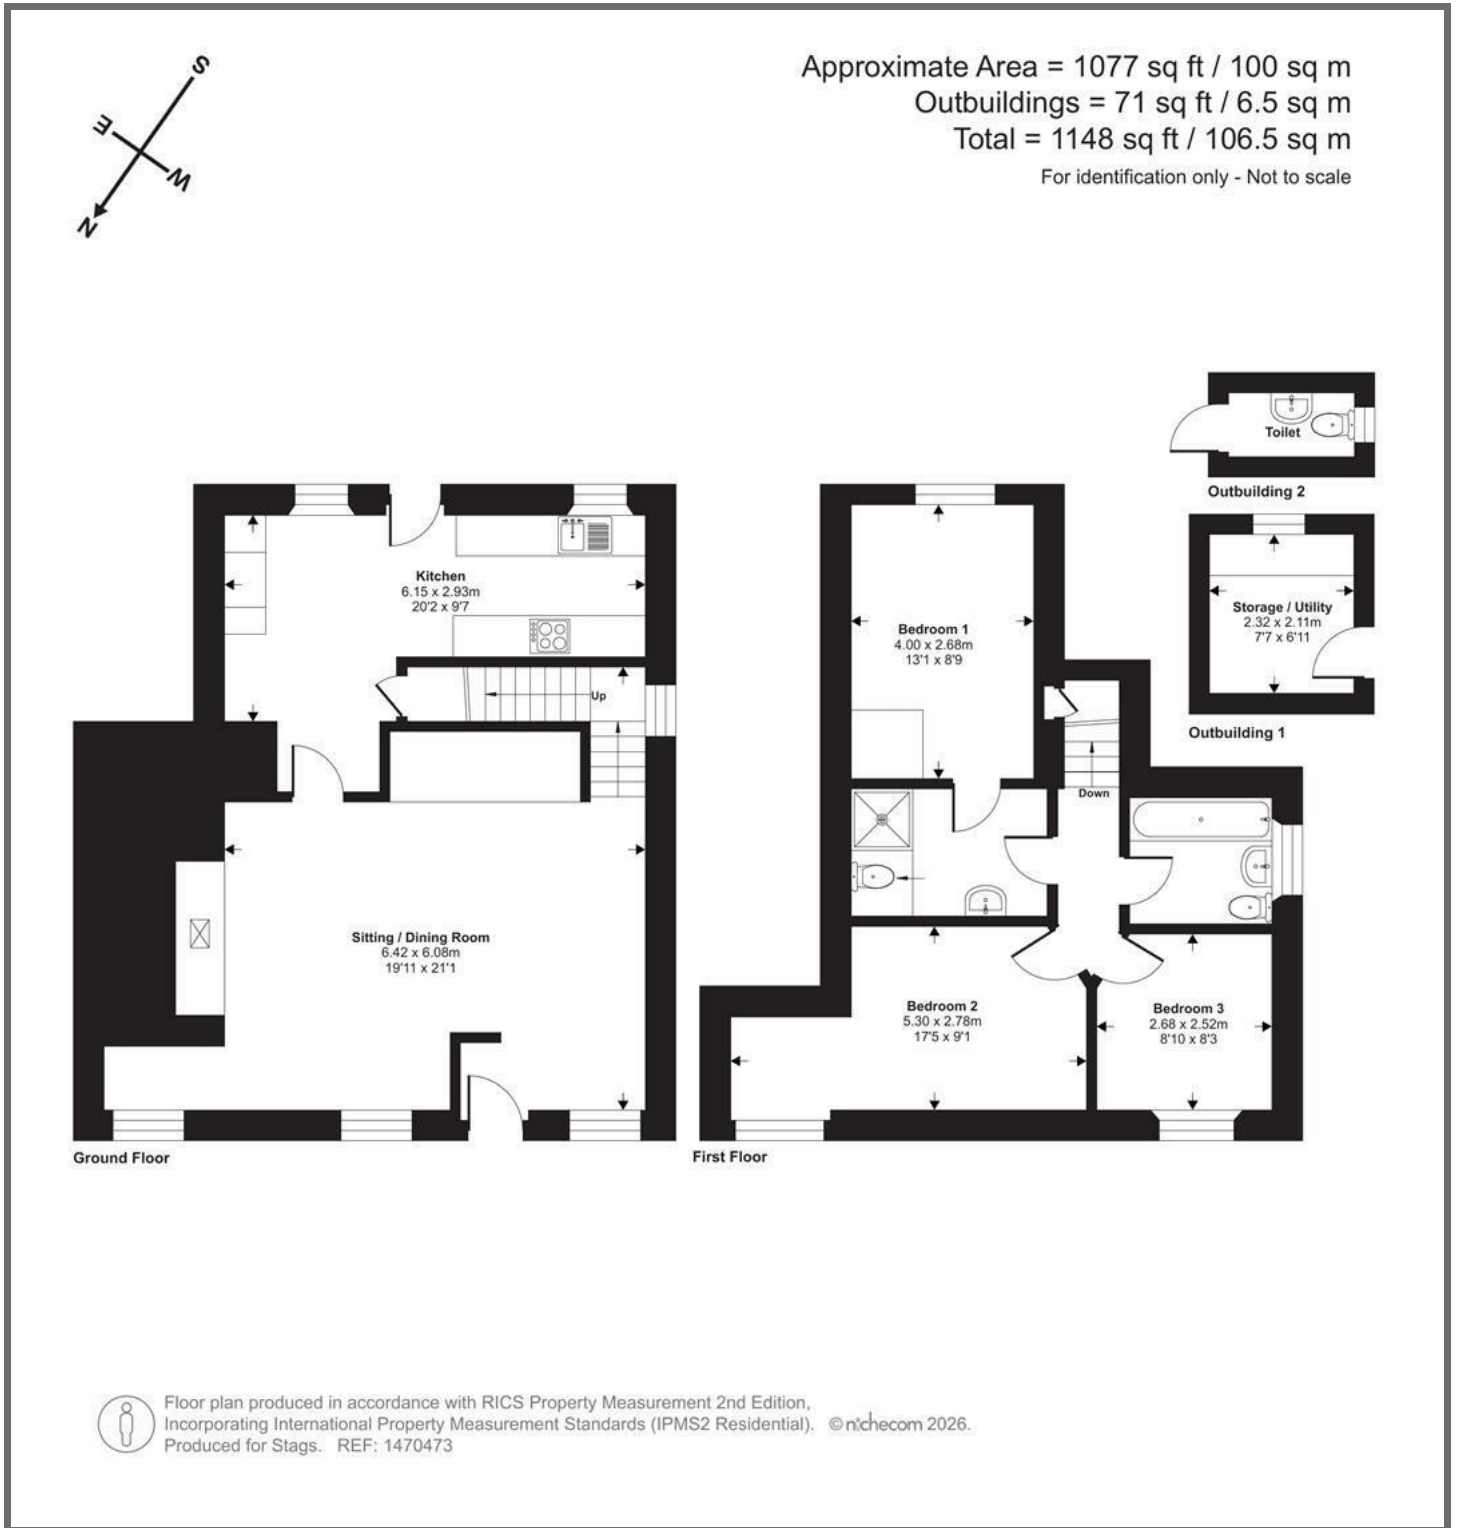 S
E
W
N
Approximate Area = 1077 sq ft / 100 sq m
Outbuildings = 71 sq ft / 6.5 sq m
Total = 1148 sq ft / 106.5 sq m
For identification only - Not to scale
Toilet
Outbuilding 2
Storage / Utility
2.32 x 2.11m
7'7 x 6'11
Outbuilding 1
Kitchen
6.15 x 2.93m
20'2 x 9'7
Up
Sitting / Dining Room
6.42 x 6.08m
19'11 x 21'1
Ground Floor
Bedroom 1
4.00 x 2.68m
13'1 x 8'9
Down
Bedroom 2
5.30 x 2.78m
17'5 x 9'1
Bedroom 3
2.68 x 2.52m
8'10 x 8'3
First Floor
Floor plan produced in accordance with RICS Property Measurement 2nd Edition,
Incorporating International Property Measurement Standards (IPMS2 Residential). © nichecom 2026.
Produced for Stags. REF: 1470473